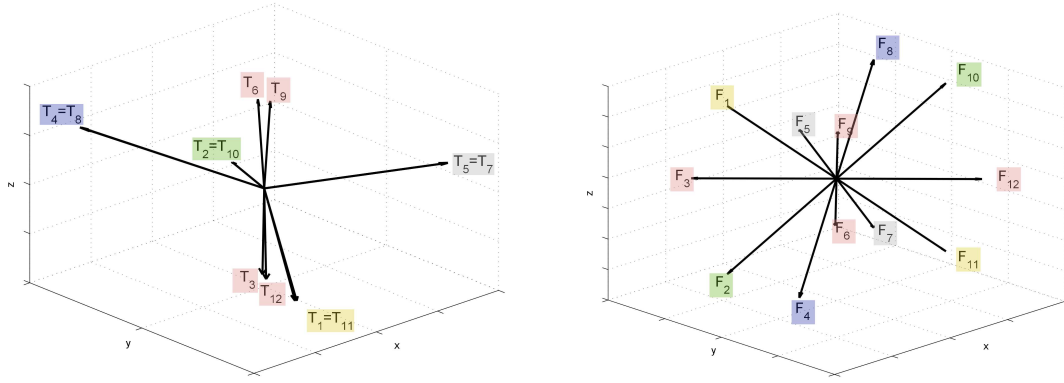 T6
T9
T4=T8
T2=T10
T5=T7
T3
T12
T1=T11
z
y
x
F8
F10
F1
F5
F9
F3
F12
F6
F7
F11
F2
F4
z
y
x